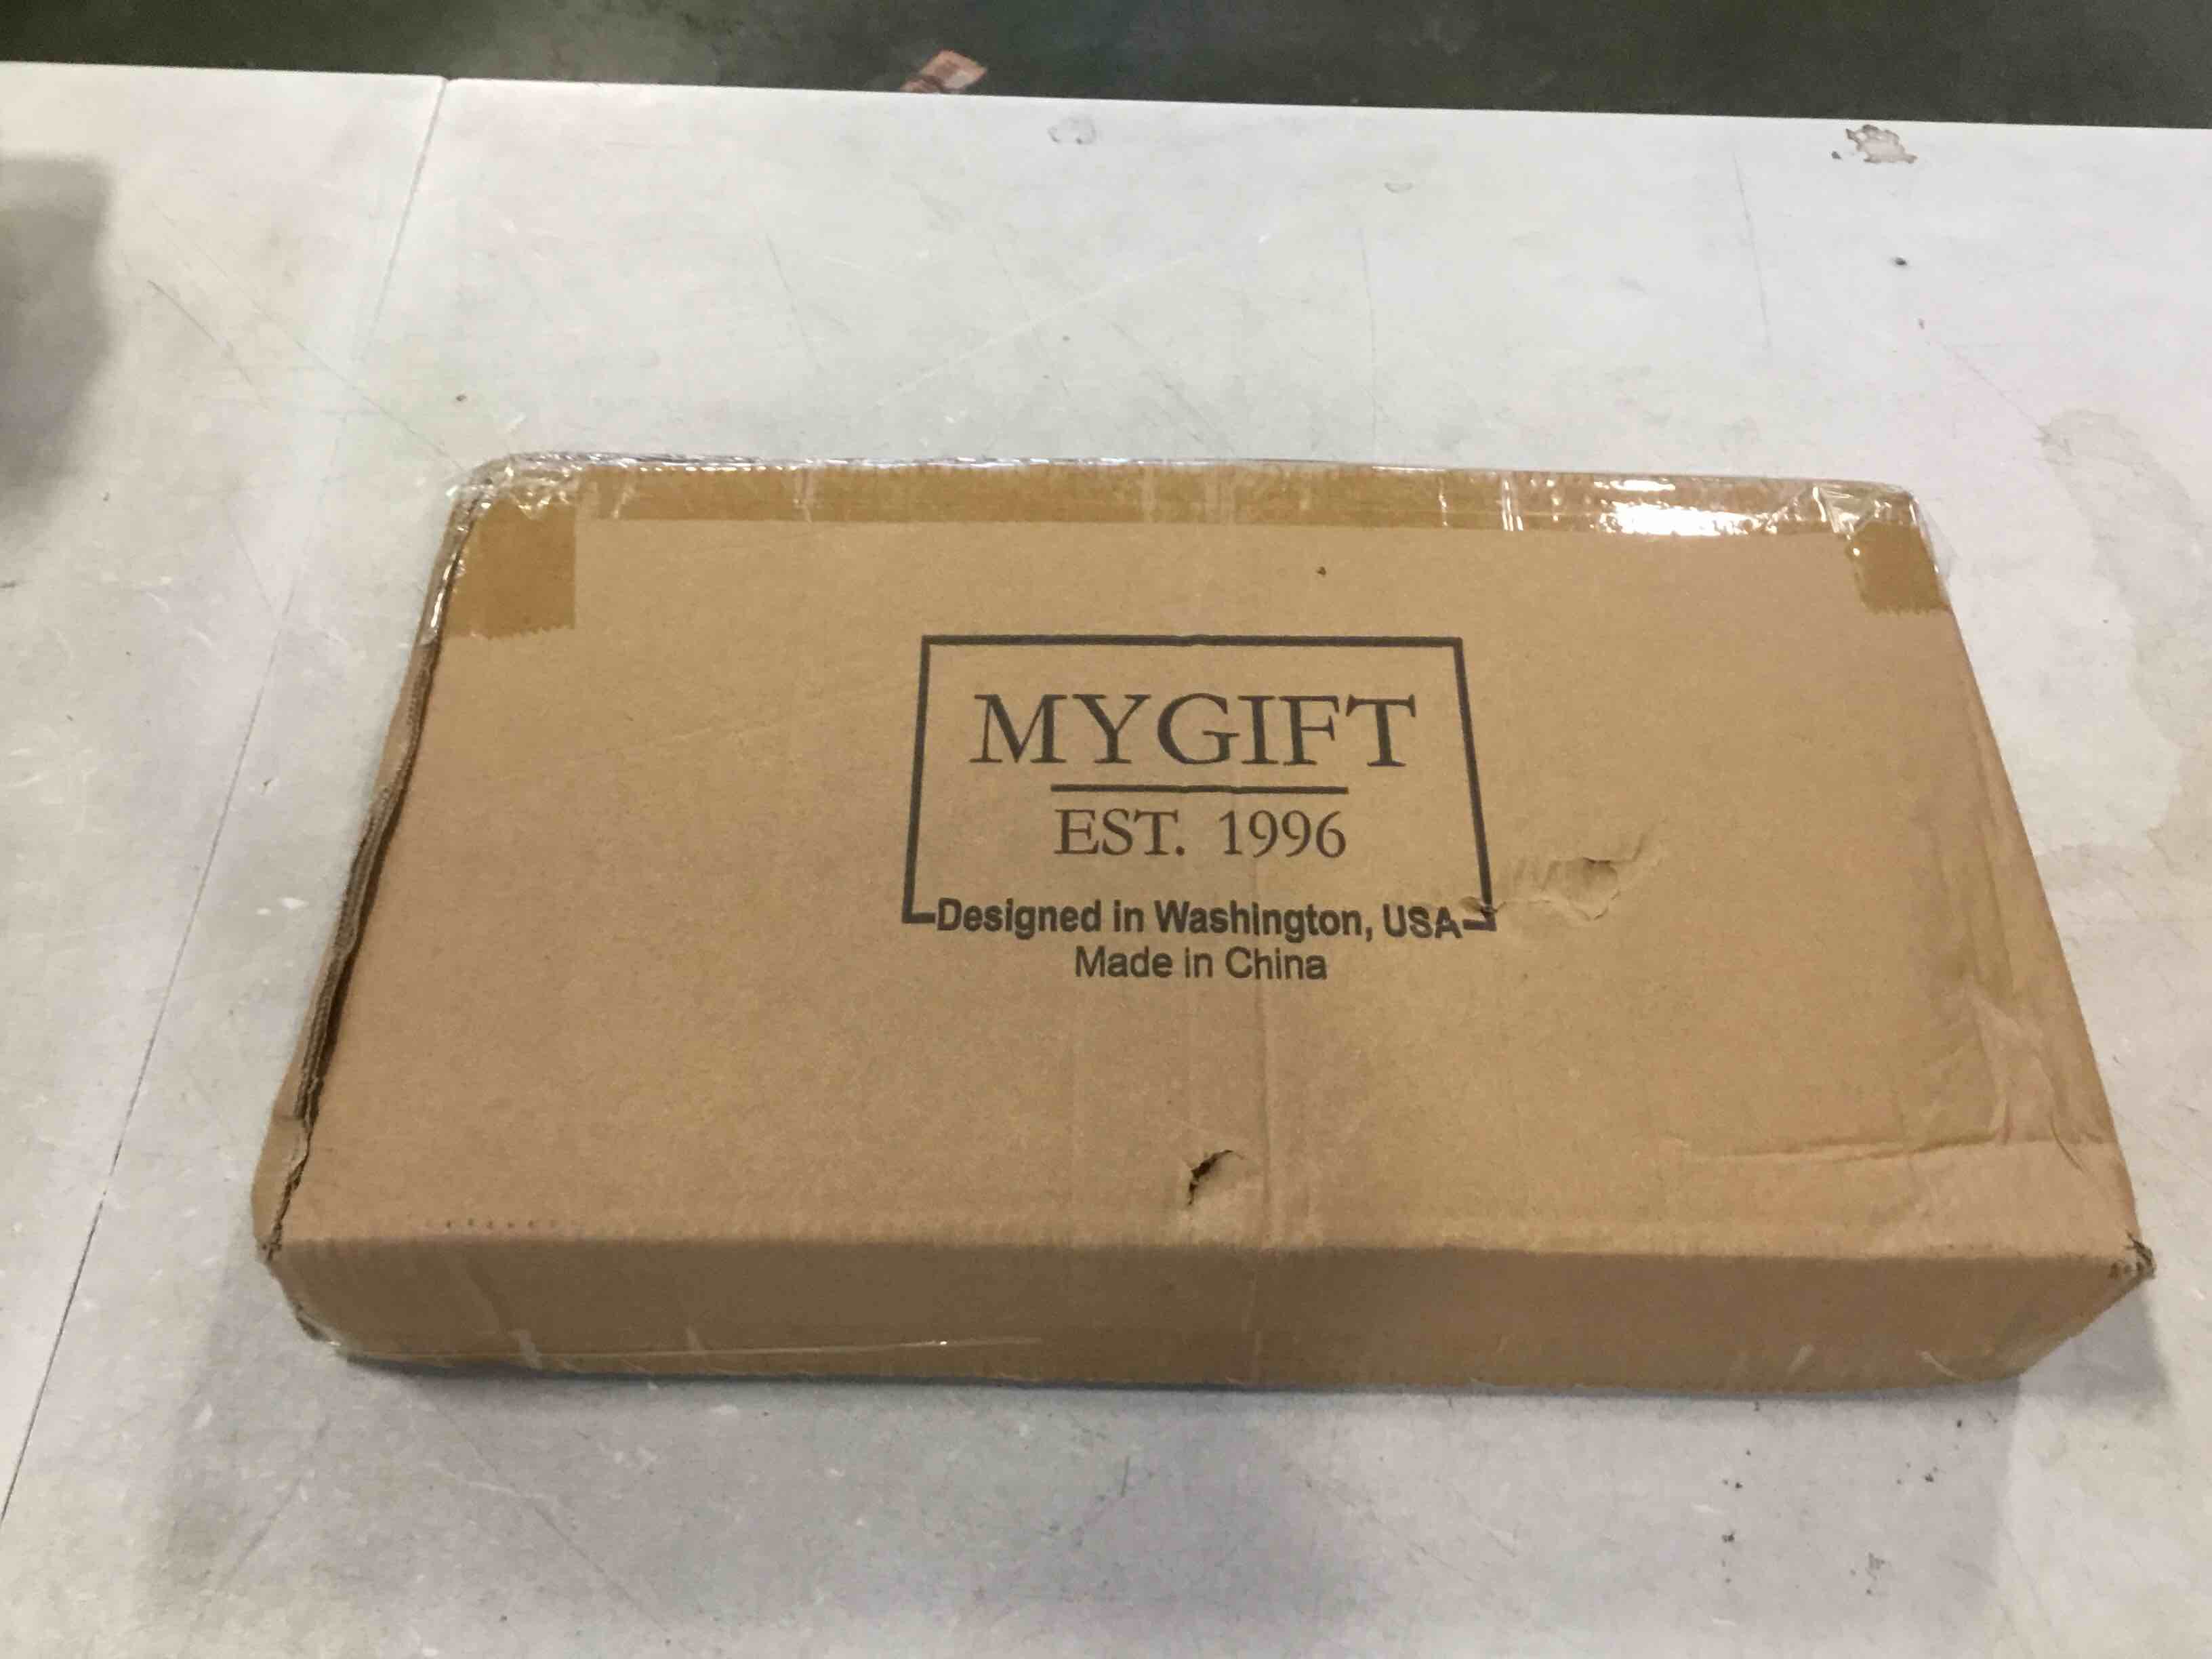 MYGIFT
EST. 1996
Designed in Washington, USA
Made in China